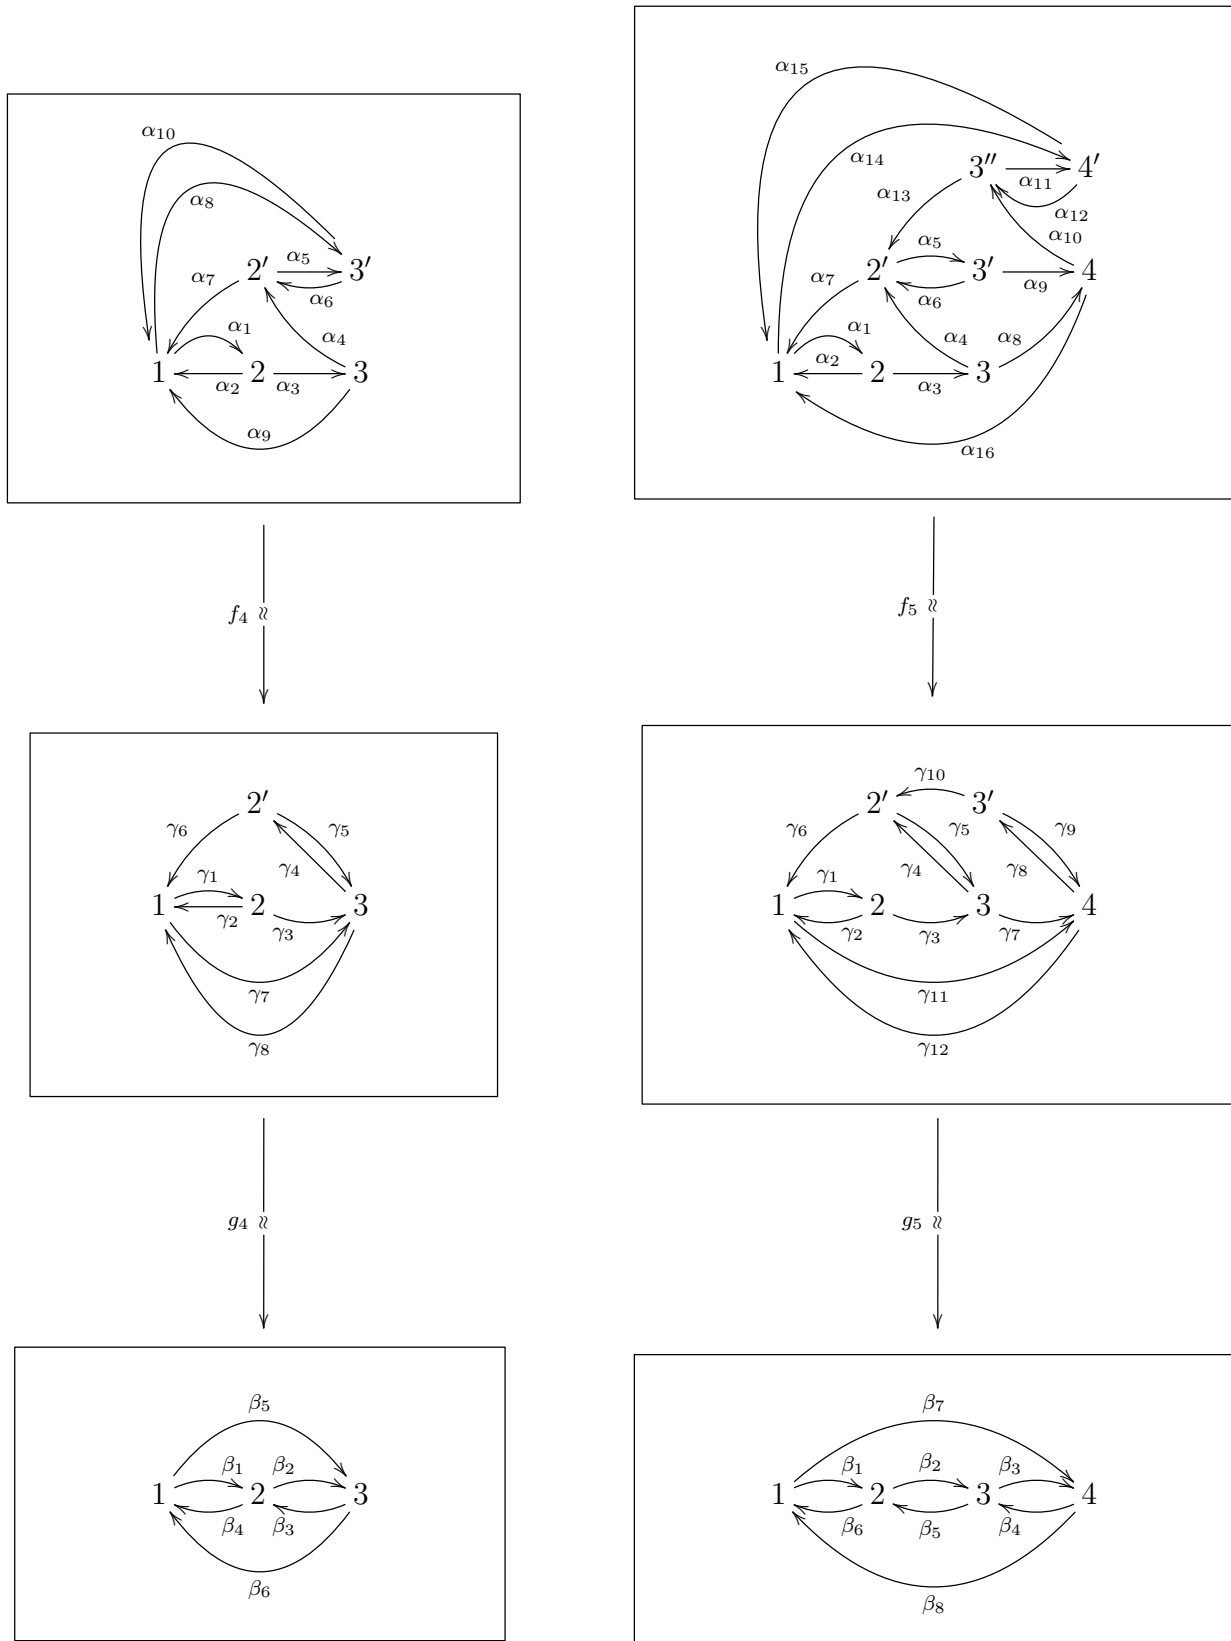 α₁₀
α₈
α₇ 2′ α₅ 3′
α₆
α₁ α₄
1 α₂ 2 α₃ 3
α₉
α₁₅
α₁₄ 3″ α₁₁ 4′
α₁₃ α₁₂
α₁₀
α₇ 2′ α₅ 3′ α₉ 4
α₆
α₁ α₄ α₈
1 α₂ 2 α₃ 3
α₁₆
f₄ ≈
f₅ ≈
2′
γ₆ γ₅
γ₁ γ₄
1 γ₂ 2 γ₃ 3
γ₇
γ₈
γ₁₀
2′ 3′
γ₆ γ₅ γ₉
γ₁ γ₄ γ₈
1 2 3 4
γ₂ γ₃ γ₇
γ₁₁
γ₁₂
g₄ ≈
g₅ ≈
β₅
β₁ β₂
1 2 3
β₄ β₃
β₆
β₇
β₁ β₂ β₃
1 2 3 4
β₆ β₅ β₄
β₈